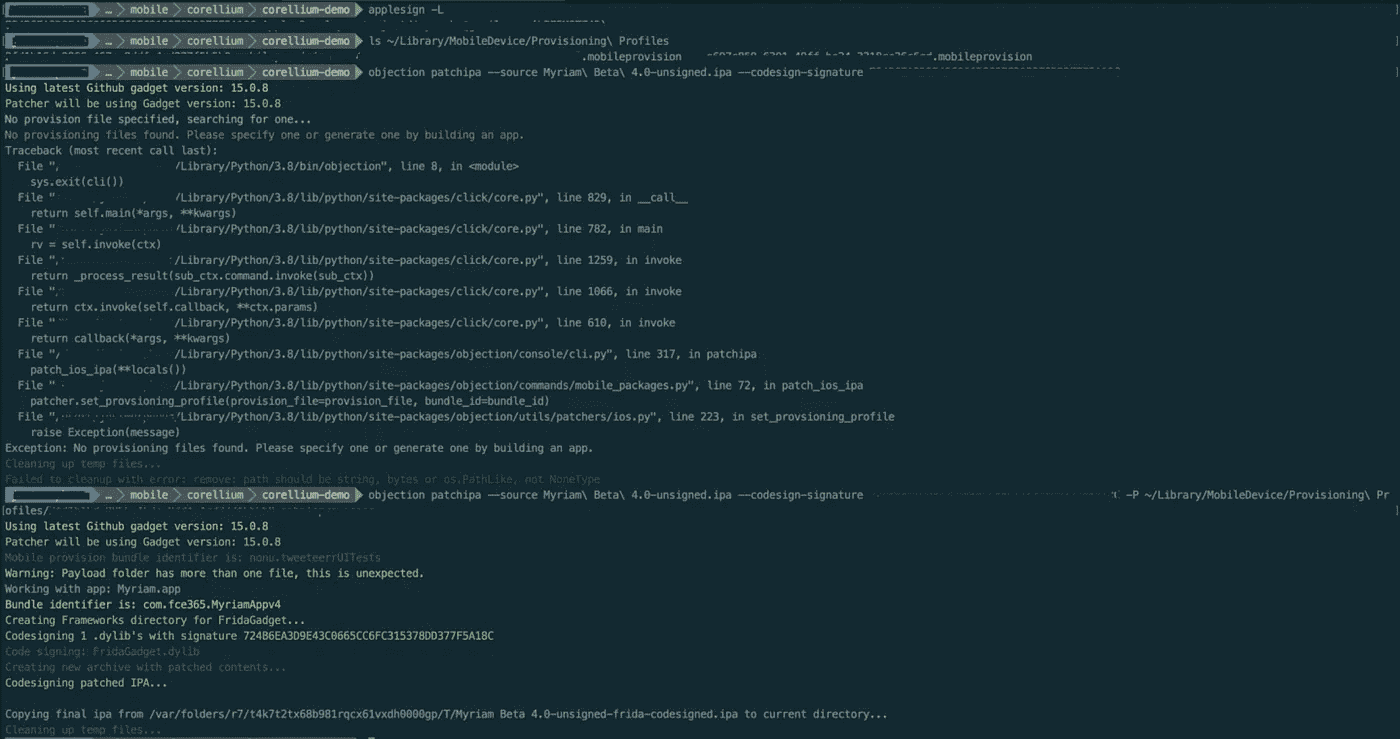 … mobile corellium corellium-demo applesign -L
… mobile corellium corellium-demo ls ~/Library/MobileDevice/Provisioning\ Profiles
.mobileprovision .mobileprovision
… mobile corellium corellium-demo objection patchipa --source Myriam\ Beta\ 4.0-unsigned.ipa --codesign-signature
Using latest Github gadget version: 15.0.8
Patcher will be using Gadget version: 15.0.8
No provision file specified, searching for one...
No provisioning files found. Please specify one or generate one by building an app.
Traceback (most recent call last):
File "/Library/Python/3.8/bin/objection", line 8, in <module>
sys.exit(cli())
File "/Library/Python/3.8/lib/python/site-packages/click/core.py", line 829, in __call__
return self.main(*args, **kwargs)
File "/Library/Python/3.8/lib/python/site-packages/click/core.py", line 782, in main
rv = self.invoke(ctx)
File "/Library/Python/3.8/lib/python/site-packages/click/core.py", line 1259, in invoke
return _process_result(sub_ctx.command.invoke(sub_ctx))
File "/Library/Python/3.8/lib/python/site-packages/click/core.py", line 1066, in invoke
return ctx.invoke(self.callback, **ctx.params)
File "/Library/Python/3.8/lib/python/site-packages/click/core.py", line 610, in invoke
return callback(*args, **kwargs)
File "/Library/Python/3.8/lib/python/site-packages/objection/console/cli.py", line 317, in patchipa
patch_ios_ipa(**locals())
File "/Library/Python/3.8/lib/python/site-packages/objection/commands/mobile_packages.py", line 72, in patch_ios_ipa
patcher.set_provsioning_profile(provision_file=provision_file, bundle_id=bundle_id)
File "/Library/Python/3.8/lib/python/site-packages/objection/utils/patchers/ios.py", line 223, in set_provsioning_profile
raise Exception(message)
Exception: No provisioning files found. Please specify one or generate one by building an app.
Cleaning up temp files...
Failed to cleanup with error: remove: path should be string, bytes or os.PathLike, not NoneType
… mobile corellium corellium-demo objection patchipa --source Myriam\ Beta\ 4.0-unsigned.ipa --codesign-signature -P ~/Library/MobileDevice/Provisioning\ Pr
ofiles/
Using latest Github gadget version: 15.0.8
Patcher will be using Gadget version: 15.0.8
Mobile provision bundle identifier is: nonu.tweeteerrUITests
Warning: Payload folder has more than one file, this is unexpected.
Working with app: Myriam.app
Bundle identifier is: com.fce365.MyriamAppv4
Creating Frameworks directory for FridaGadget...
Codesigning 1 .dylib's with signature 724B6EA3D9E43C0665CC6FC315378DD377F5A18C
Code signing: FridaGadget.dylib
Creating new archive with patched contents...
Codesigning patched IPA...
Copying final ipa from /var/folders/r7/t4k7t2tx68b981rqcx61vxdh0000gp/T/Myriam Beta 4.0-unsigned-frida-codesigned.ipa to current directory...
Cleaning up temp files...